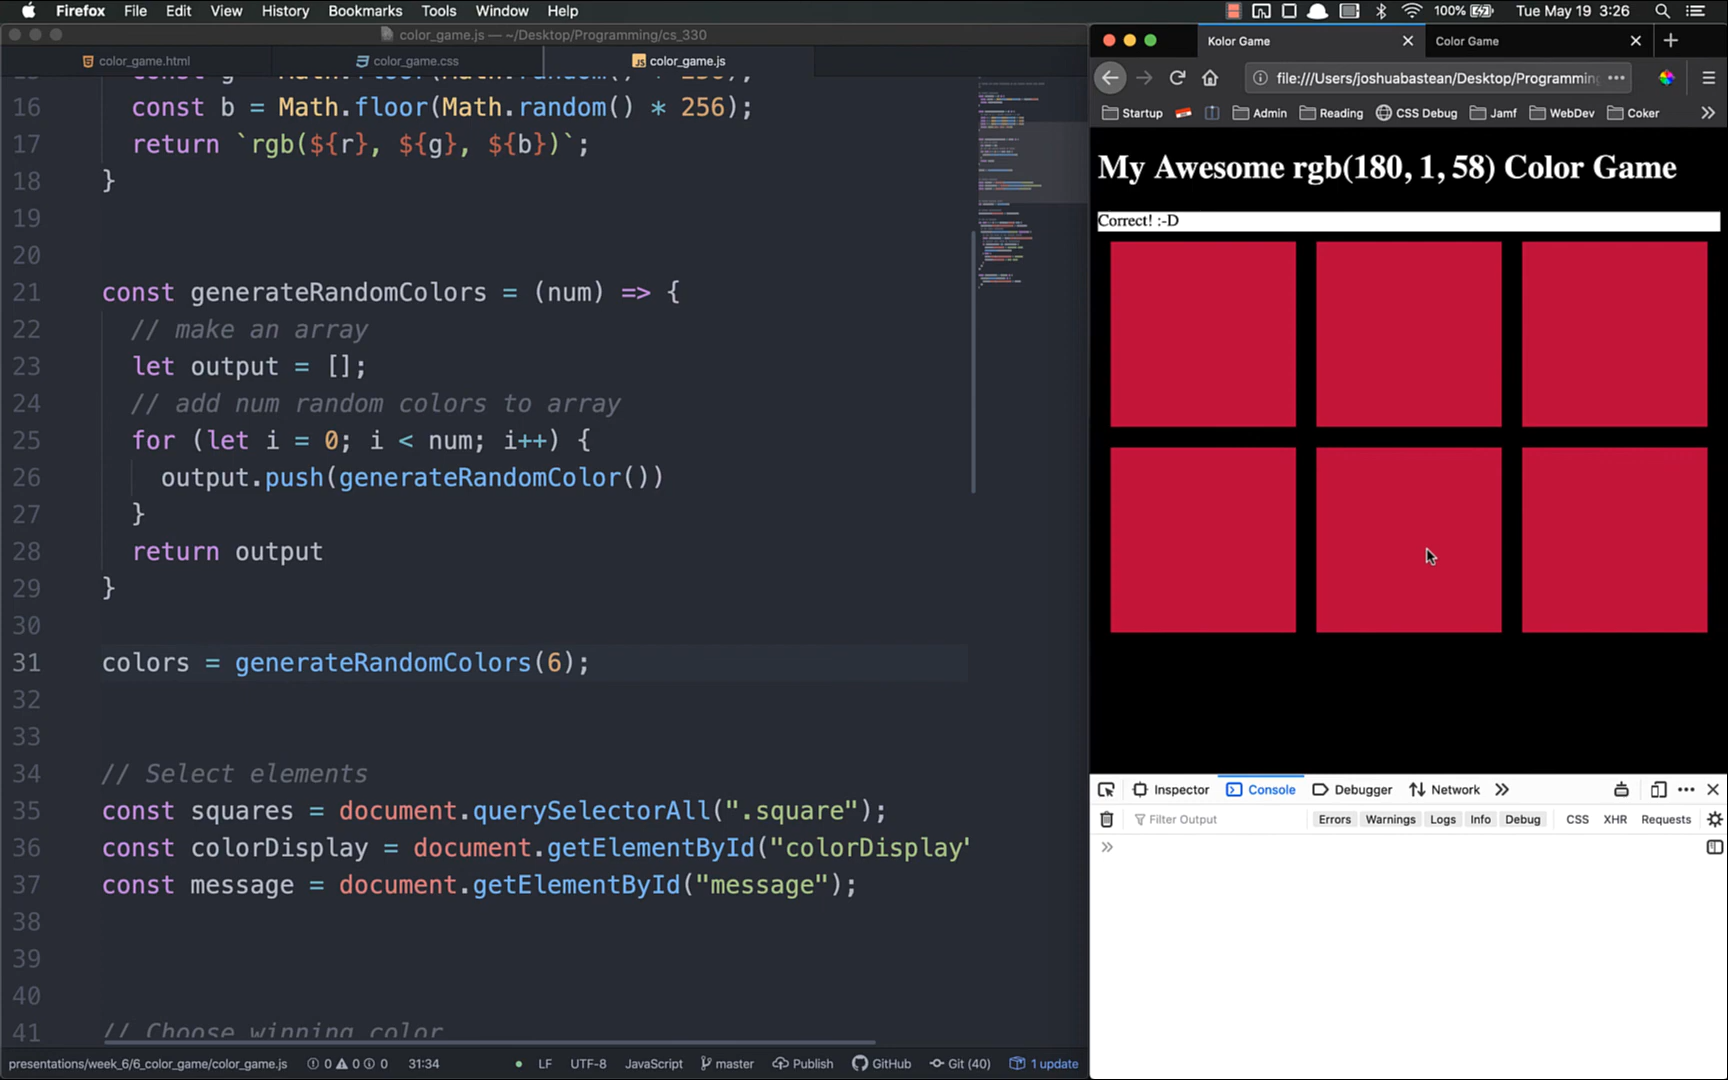 Firefox File Edit View History Bookmarks Tools Window Help 100% Tue May 19 3:26
color_game.js — ~/Desktop/Programming/cs_330
color_game.html color_game.css color_game.js
16 const b = Math.floor(Math.random() * 256);
17 return `rgb(${r}, ${g}, ${b})`;
18 }
19
20
21 const generateRandomColors = (num) => {
22 // make an array
23 let output = [];
24 // add num random colors to array
25 for (let i = 0; i < num; i++) {
26 output.push(generateRandomColor())
27 }
28 return output
29 }
30
31 colors = generateRandomColors(6);
32
33
34 // Select elements
35 const squares = document.querySelectorAll(".square");
36 const colorDisplay = document.getElementById("colorDisplay"
37 const message = document.getElementById("message");
38
39
40
41 // Choose winning color
presentations/week_6/6_color_game/color_game.js 0 0 0 31:34 LF UTF-8 JavaScript master Publish GitHub Git (40) 1 update
Kolor Game Color Game
file:///Users/joshuabastean/Desktop/Programmin
Startup Admin Reading CSS Debug Jamf WebDev Coker
My Awesome rgb(180, 1, 58) Color Game
Correct! :-D
Inspector Console Debugger Network
Filter Output Errors Warnings Logs Info Debug CSS XHR Requests